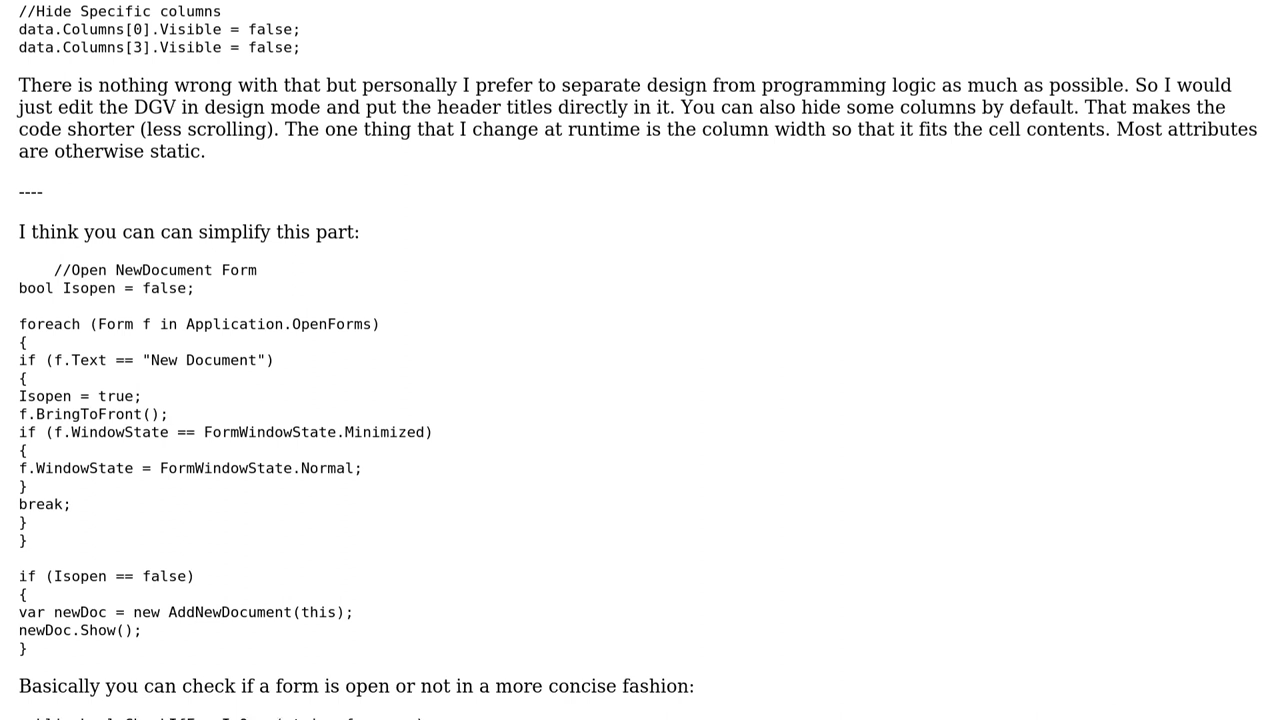 //Hide Specific columns
data.Columns[0].Visible = false;
data.Columns[3].Visible = false;
There is nothing wrong with that but personally I prefer to separate design from programming logic as much as possible. So I would
just edit the DGV in design mode and put the header titles directly in it. You can also hide some columns by default. That makes the
code shorter (less scrolling). The one thing that I change at runtime is the column width so that it fits the cell contents. Most attributes
are otherwise static.
----
I think you can can simplify this part:
//Open NewDocument Form
bool Isopen = false;
foreach (Form f in Application.OpenForms)
{
if (f.Text == "New Document")
{
Isopen = true;
f.BringToFront();
if (f.WindowState == FormWindowState.Minimized)
{
f.WindowState = FormWindowState.Normal;
}
break;
}
}
if (Isopen == false)
{
var newDoc = new AddNewDocument(this);
newDoc.Show();
}
Basically you can check if a form is open or not in a more concise fashion: